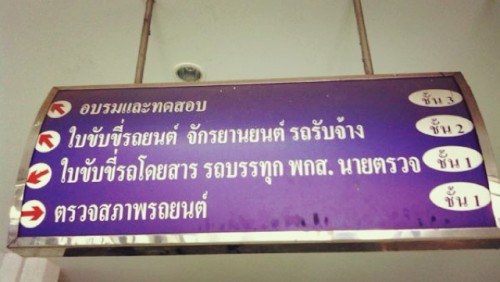 อบรมและทดสอบ ชั้น 3
ใบขับขี่รถยนต์ จักรยานยนต์ รถรับจ้าง ชั้น 2
ใบขับขี่รถโดยสาร รถบรรทุก พกส. นายตรวจ ชั้น 1
ตรวจสภาพรถยนต์ ชั้น 1